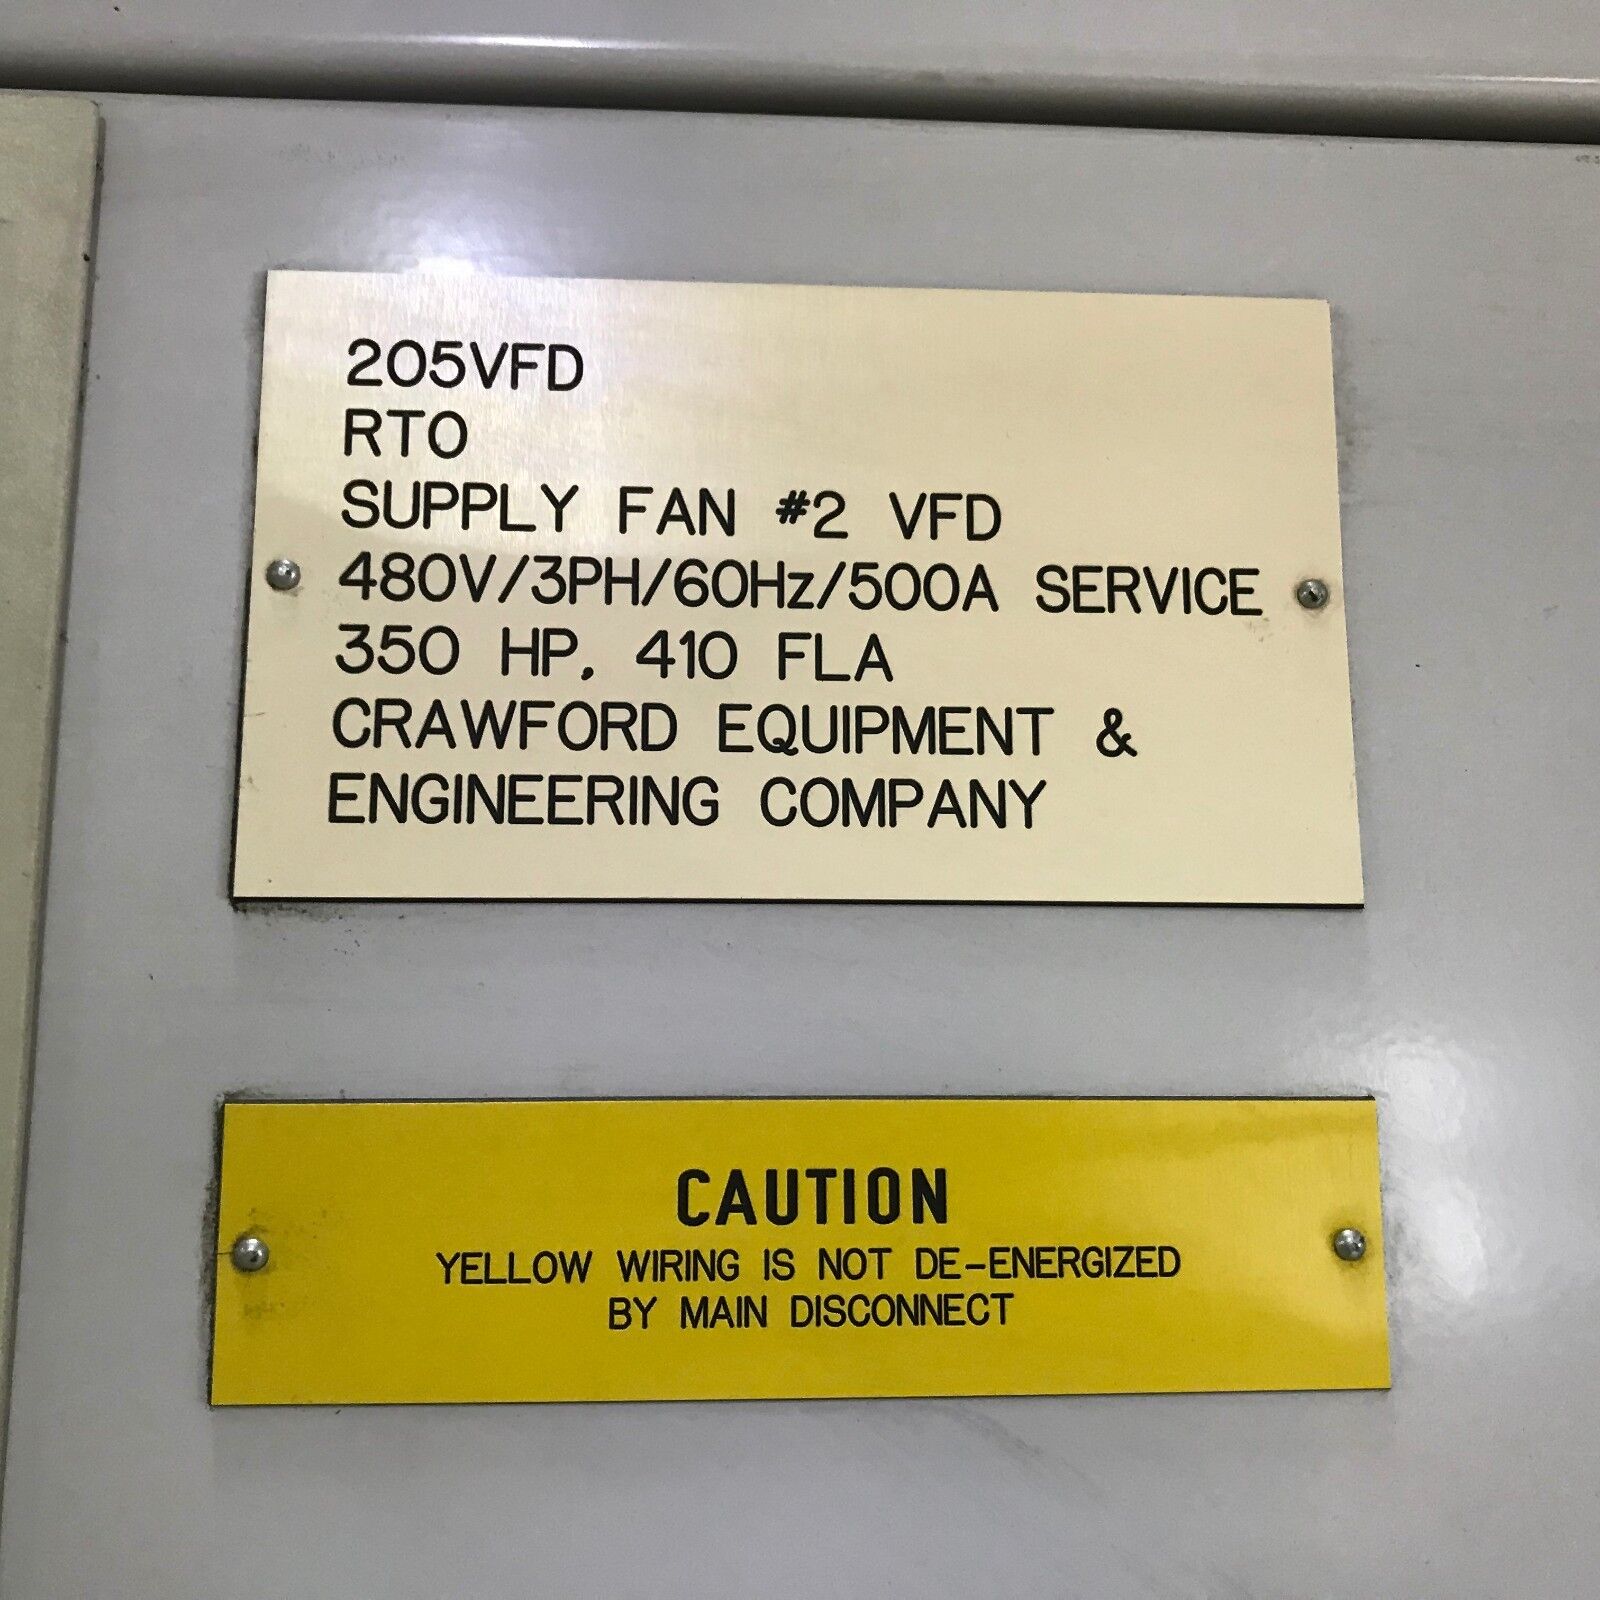 205VFD
RTO
SUPPLY FAN #2 VFD
480V/3PH/60Hz/500A SERVICE
350 HP, 410 FLA
CRAWFORD EQUIPMENT &
ENGINEERING COMPANY
CAUTION
YELLOW WIRING IS NOT DE-ENERGIZED
BY MAIN DISCONNECT